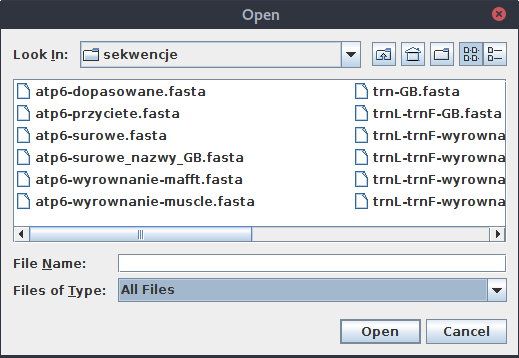 Open
Look In: sekwencje
atp6-dopasowane.fasta
atp6-przyciete.fasta
atp6-surowe.fasta
atp6-surowe_nazwy_GB.fasta
atp6-wyrownanie-mafft.fasta
atp6-wyrownanie-muscle.fasta
trn-GB.fasta
trnL-trnF-GB.fasta
trnL-trnF-wyrowna
trnL-trnF-wyrowna
trnL-trnF-wyrowna
trnL-trnF-wyrowna
File Name:
Files of Type: All Files
Open Cancel